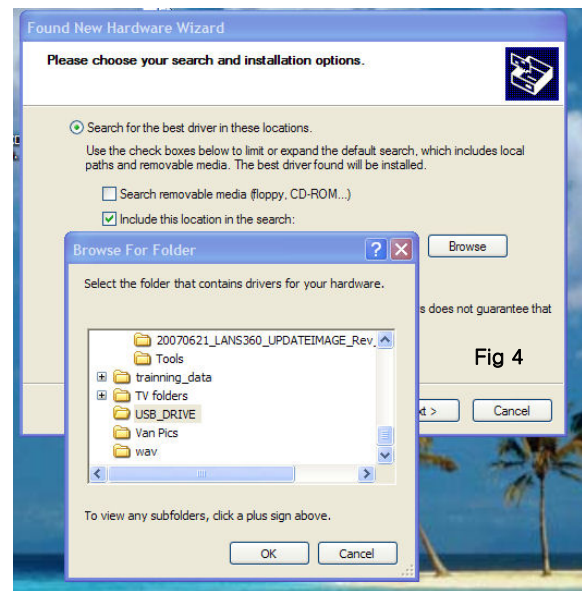 Found New Hardware Wizard
Please choose your search and installation options.
Search for the best driver in these locations.
Use the check boxes below to limit or expand the default search, which includes local
paths and removable media. The best driver found will be installed.
Search removable media (floppy, CD-ROM...)
Include this location in the search:
Browse
s does not guarantee that
Fig 4
>
Cancel
Browse For Folder
Select the folder that contains drivers for your hardware.
20070621_LANS360_UPDATEIMAGE_Rev_
Tools
trainning_data
TV folders
USB_DRIVE
Van Pics
wav
To view any subfolders, click a plus sign above.
OK
Cancel